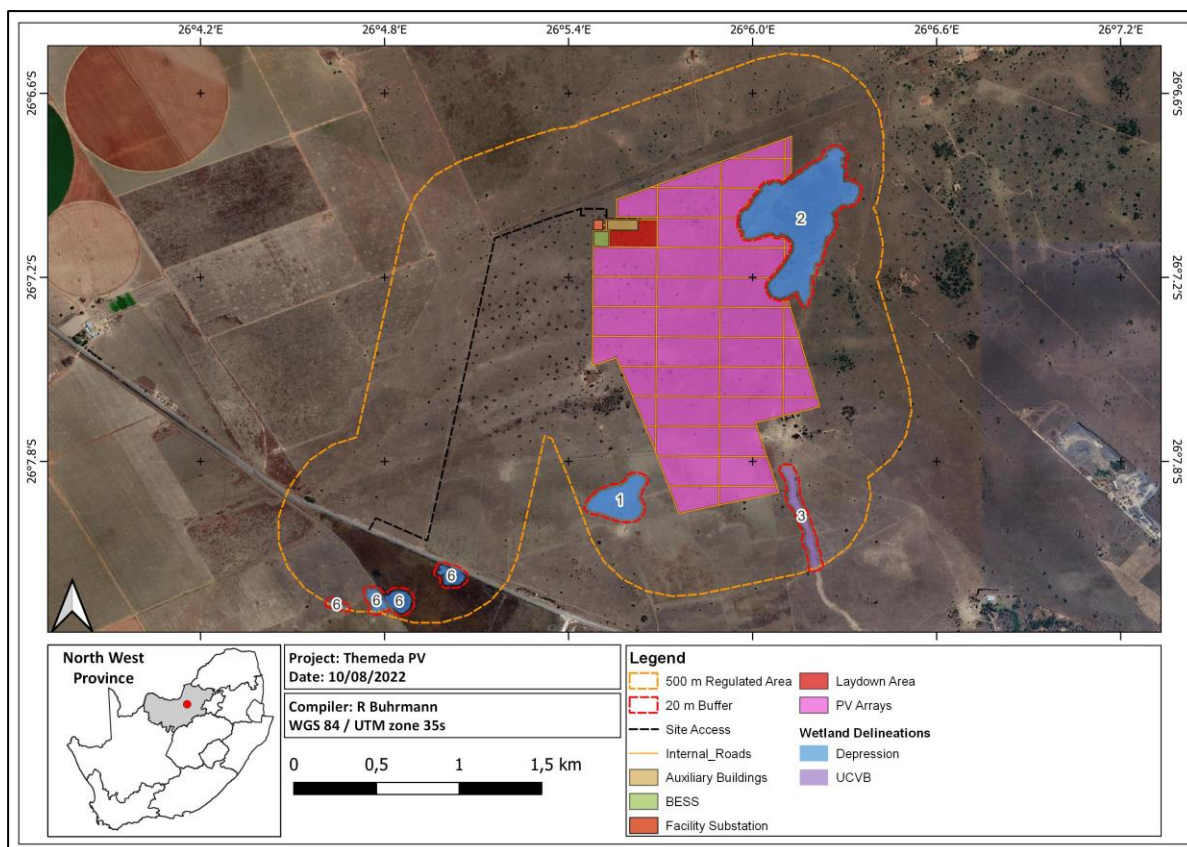 26°4.2'E 26°4.8'E 26°5.4'E 26°6.0'E 26°6.6'E 26°7.2'E
26°6.6'S 26°6.6'S
2
26°7.2'S 26°7.2'S
26°7.8'S 26°7.8'S
1
3
6
6 6 6
North West
Province
Project: Themeda PV
Date: 10/08/2022
Compiler: R Buhrmann
WGS 84 / UTM zone 35s
0 0,5 1 1,5 km
Legend
500 m Regulated Area
20 m Buffer
Site Access
Internal_Roads
Auxiliary Buildings
BESS
Facility Substation
Laydown Area
PV Arrays
Wetland Delineations
Depression
UCVB